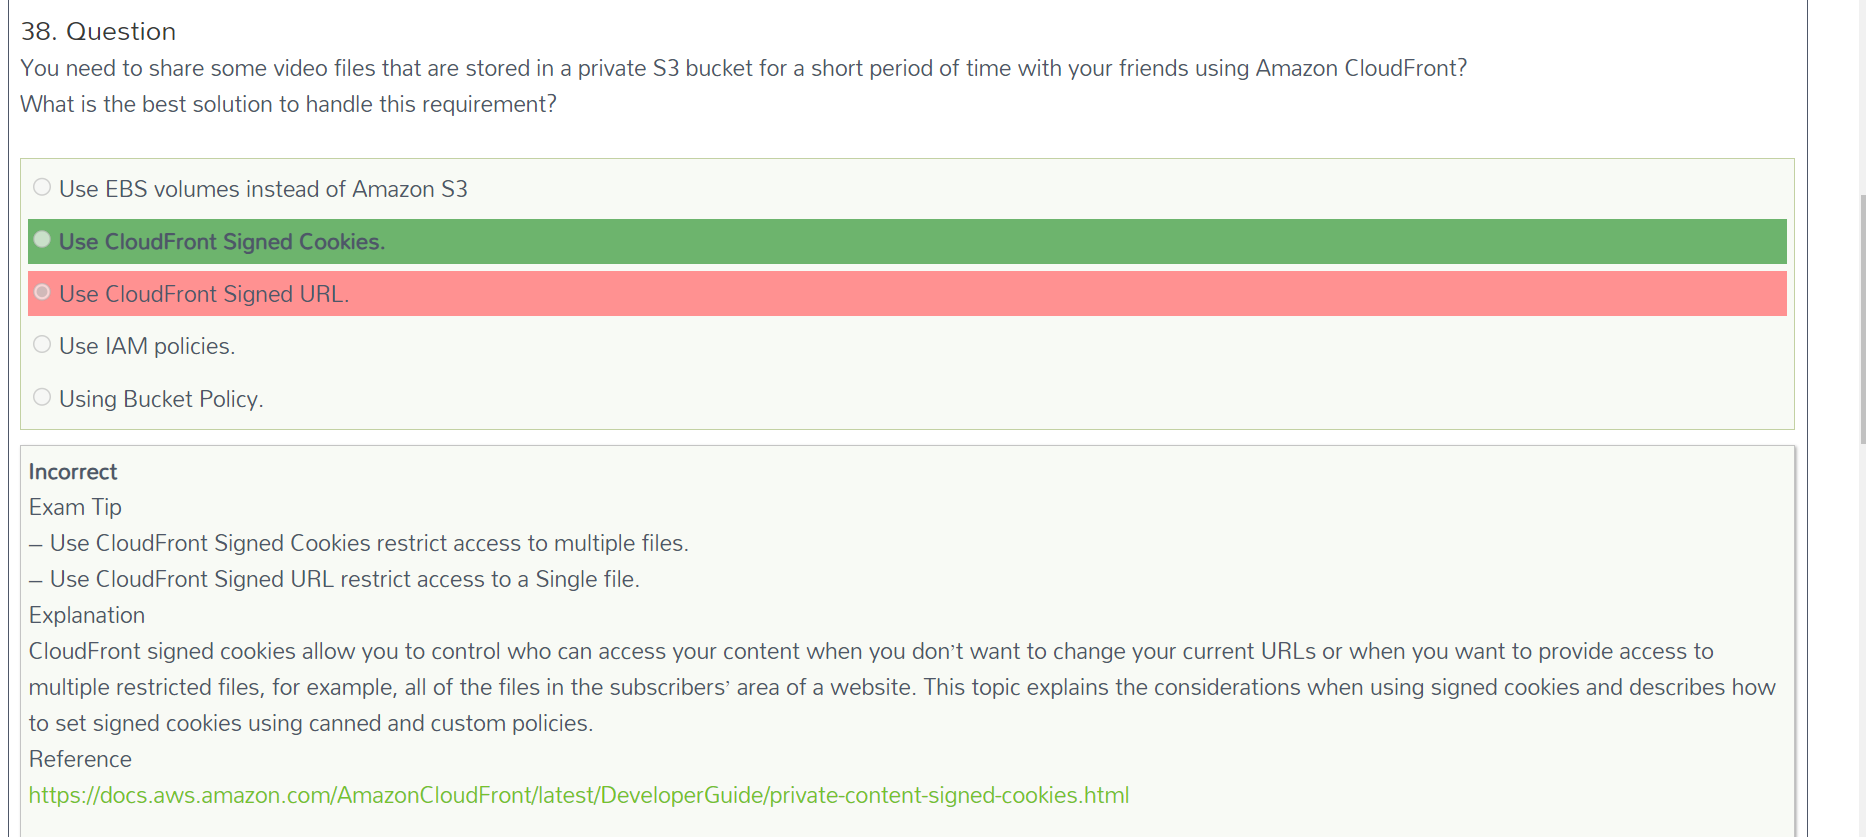 38. Question
You need to share some video files that are stored in a private S3 bucket for a short period of time with your friends using Amazon CloudFront?
What is the best solution to handle this requirement?
Use EBS volumes instead of Amazon S3
Use CloudFront Signed Cookies.
Use CloudFront Signed URL.
Use IAM policies.
Using Bucket Policy.
Incorrect
Exam Tip
– Use CloudFront Signed Cookies restrict access to multiple files.
– Use CloudFront Signed URL restrict access to a Single file.
Explanation
CloudFront signed cookies allow you to control who can access your content when you don’t want to change your current URLs or when you want to provide access to
multiple restricted files, for example, all of the files in the subscribers’ area of a website. This topic explains the considerations when using signed cookies and describes how
to set signed cookies using canned and custom policies.
Reference
https://docs.aws.amazon.com/AmazonCloudFront/latest/DeveloperGuide/private-content-signed-cookies.html